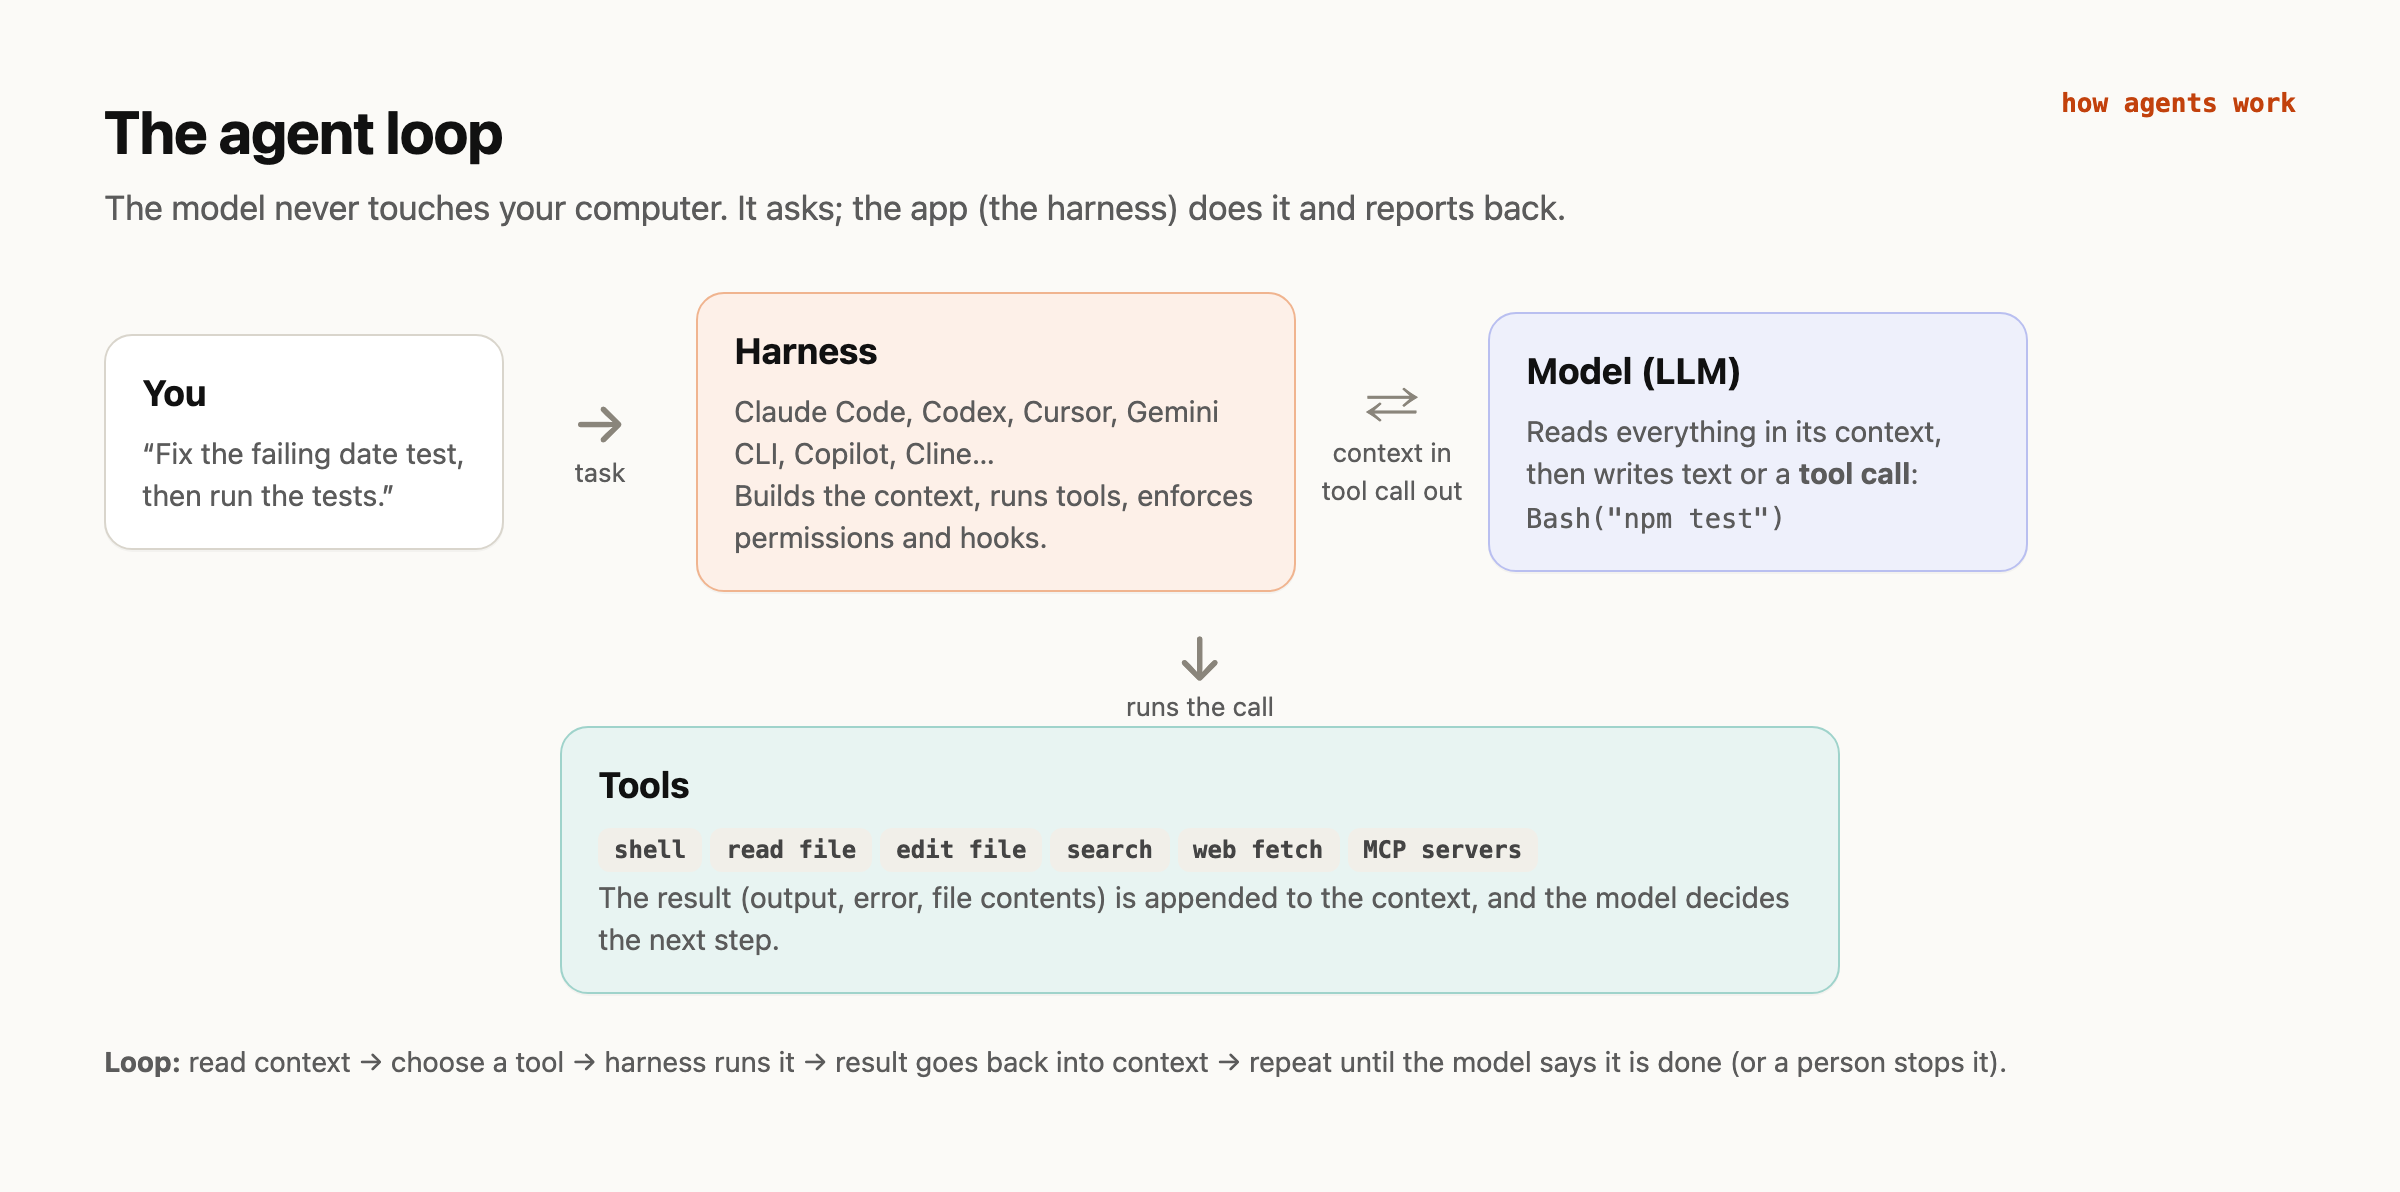 how agents work
The agent loop
The model never touches your computer. It asks; the app (the harness) does it and reports back.
You
“Fix the failing date test,
then run the tests.”
→
task
Harness
Claude Code, Codex, Cursor, Gemini
CLI, Copilot, Cline...
Builds the context, runs tools, enforces
permissions and hooks.
⇄
context in
tool call out
Model (LLM)
Reads everything in its context,
then writes text or a tool call:
Bash("npm test")
↓
runs the call
Tools
shell read file edit file search web fetch MCP servers
The result (output, error, file contents) is appended to the context, and the model decides
the next step.
Loop: read context → choose a tool → harness runs it → result goes back into context → repeat until the model says it is done (or a person stops it).